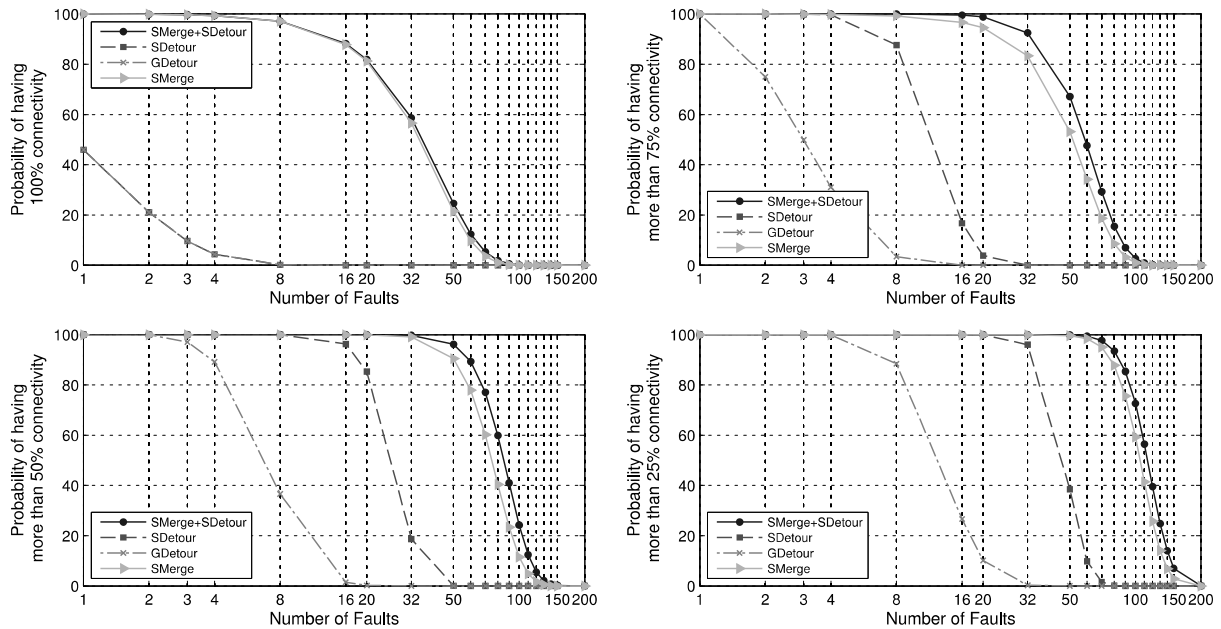 Probability of having
100% connectivity
100
80
60
40
20
0
SMerge+SDetour
SDetour
GDetour
SMerge
1 2 3 4 8 16 20 32 50 100 150 200
Number of Faults
Probability of having
more than 75% connectivity
100
80
60
40
20
0
SMerge+SDetour
SDetour
GDetour
SMerge
1 2 3 4 8 16 20 32 50 100 150 200
Number of Faults
Probability of having
more than 50% connectivity
100
80
60
40
20
0
SMerge+SDetour
SDetour
GDetour
SMerge
1 2 3 4 8 16 20 32 50 100 150 200
Number of Faults
Probability of having
more than 25% connectivity
100
80
60
40
20
0
SMerge+SDetour
SDetour
GDetour
SMerge
1 2 3 4 8 16 20 32 50 100 150 200
Number of Faults